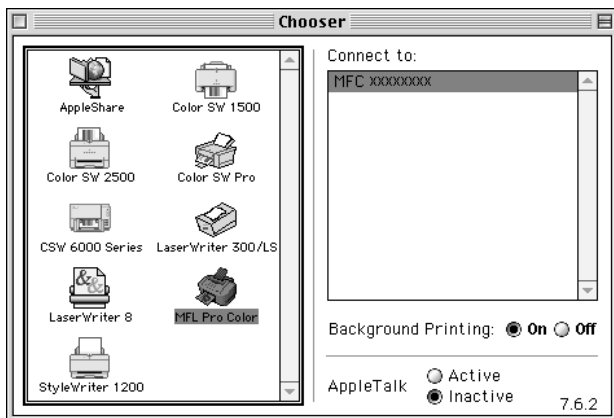 Chooser
AppleShare
Color SW 1500
Color SW 2500
Color SW Pro
CSW 6000 Series
LaserWriter 300/LS
LaserWriter 8
MFL Pro Color
StyleWriter 1200
Connect to:
MFC XXXXXXXX
Background Printing: On Off
AppleTalk
Active
Inactive
7.6.2